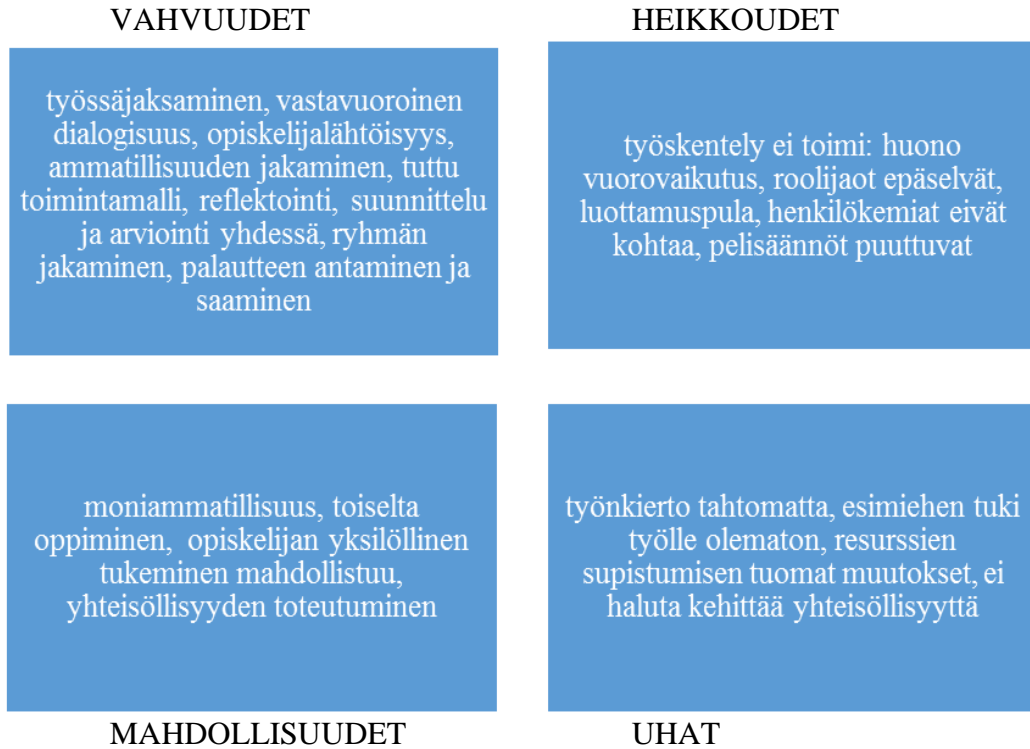 VAHVUUDET
työssäjaksaminen, vastavuoroinen
dialogisuus, opiskelijalähtöisyys,
ammatillisuuden jakaminen, tuttu
toimintamalli, reflektointi, suunnittelu
ja arviointi yhdessä, ryhmän
jakaminen, palautteen antaminen ja
saaminen
HEIKKOUDET
työskentely ei toimi: huono
vuorovaikutus, roolijaot epäselvät,
luottamuspula, henkilökemiat eivät
kohtaa, pelisäännöt puuttuvat
moniammatillisuus, toiselta
oppiminen, opiskelijan yksilöllinen
tukeminen mahdollistuu,
yhteisöllisyyden toteutuminen
MAHDOLLISUUDET
työnkierto tahtomatta, esimiehen tuki
työlle olematon, resurssien
supistumisen tuomat muutokset, ei
haluta kehittää yhteisöllisyyttä
UHAT